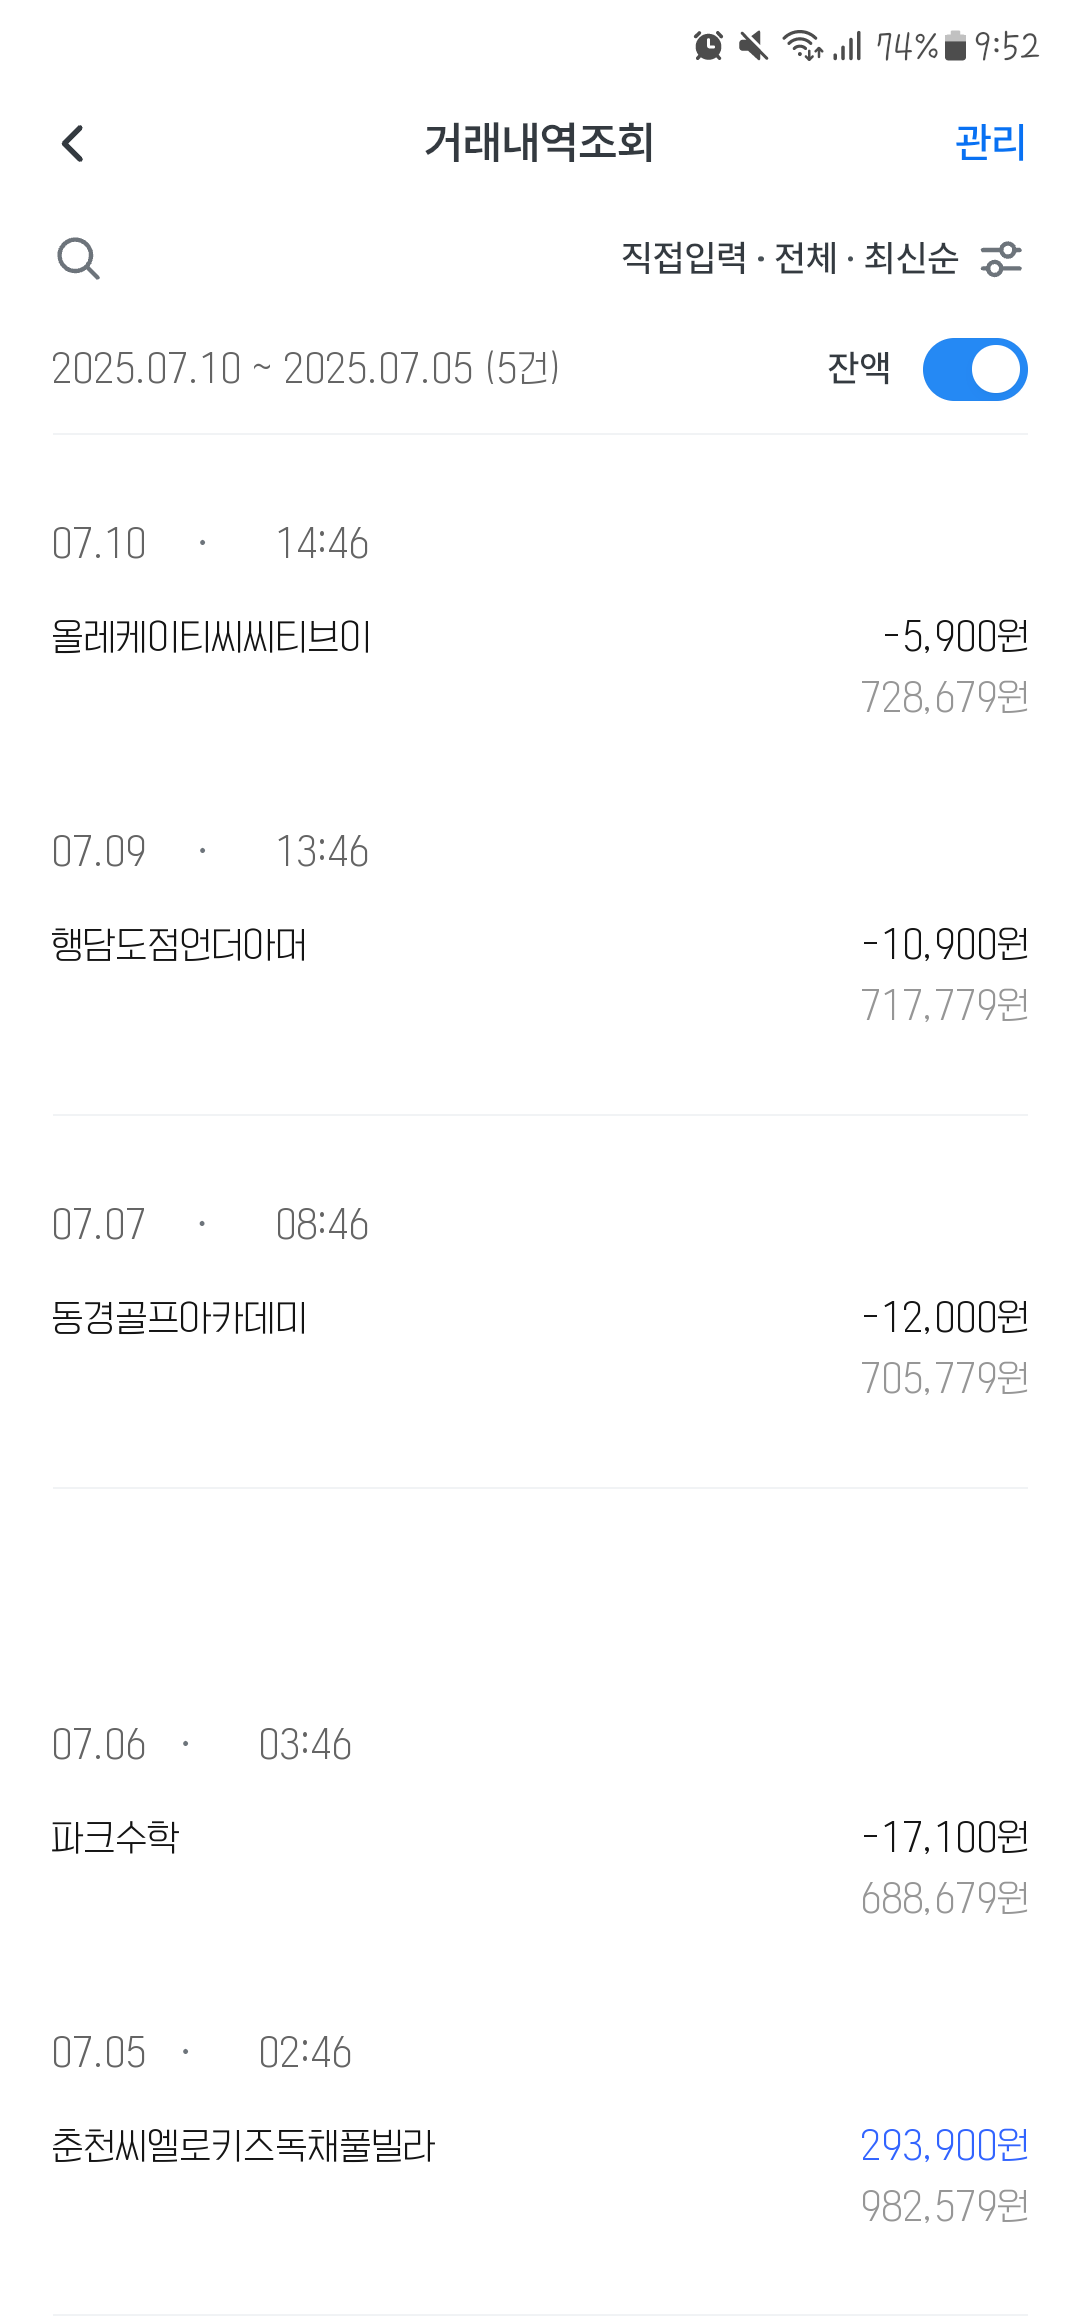 74% 9:52
거래내역조회 관리
직접입력 · 전체 · 최신순
2025.07.10 ~ 2025.07.05 (5건) 잔액
07.10 · 14:46
올레케이티씨씨티브이 -5,900원
728,679원
07.09 · 13:46
행담도점언더아머 -10,900원
717,779원
07.07 · 08:46
동경골프아카데미 -12,000원
705,779원
07.06 · 03:46
파크수학 -17,100원
688,679원
07.05 · 02:46
춘천씨엘로키즈독채풀빌라 293,900원
982,579원